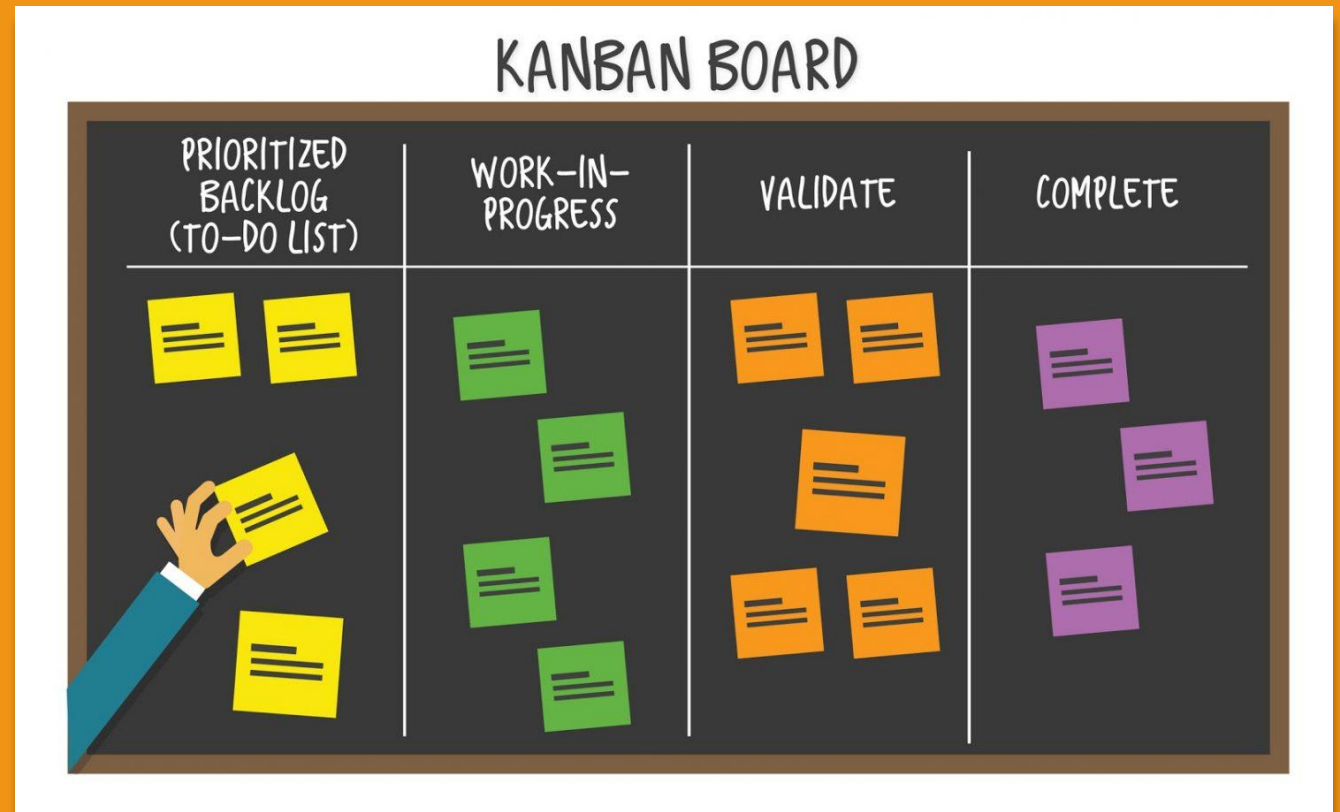 KANBAN BOARD
PRIORITIZED
BACKLOG
(TO-DO LIST)
WORK-IN-
PROGRESS
VALIDATE
COMPLETE